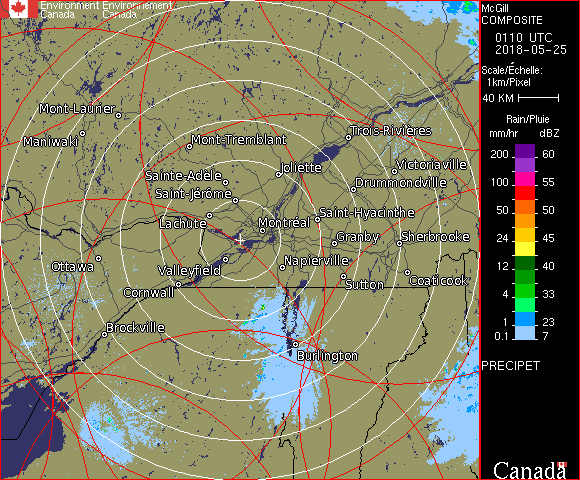 Environment Environnement
Canada Canada
McGill
COMPOSITE
0110 UTC
2018-05-25
Scale/Échelle:
1km/Pixel
40 KM
Rain/Pluie
mm/hr dBZ
200 60
100 55
50 50
24 45
12 40
4 33
1 23
0.1 7
PRECIPET
Canada
Mont-Laurier
Maniwaki
Mont-Tremblant
Trois-Rivières
Sainte-Adèle
Joliette
Victoriaville
Saint-Jérôme
Drummondville
Lachute
Montréal
Saint-Hyacinthe
Granby
Sherbrooke
Ottawa
Valleyfield
Napierville
Cornwall
Sutton
Coaticook
Brockville
Burlington